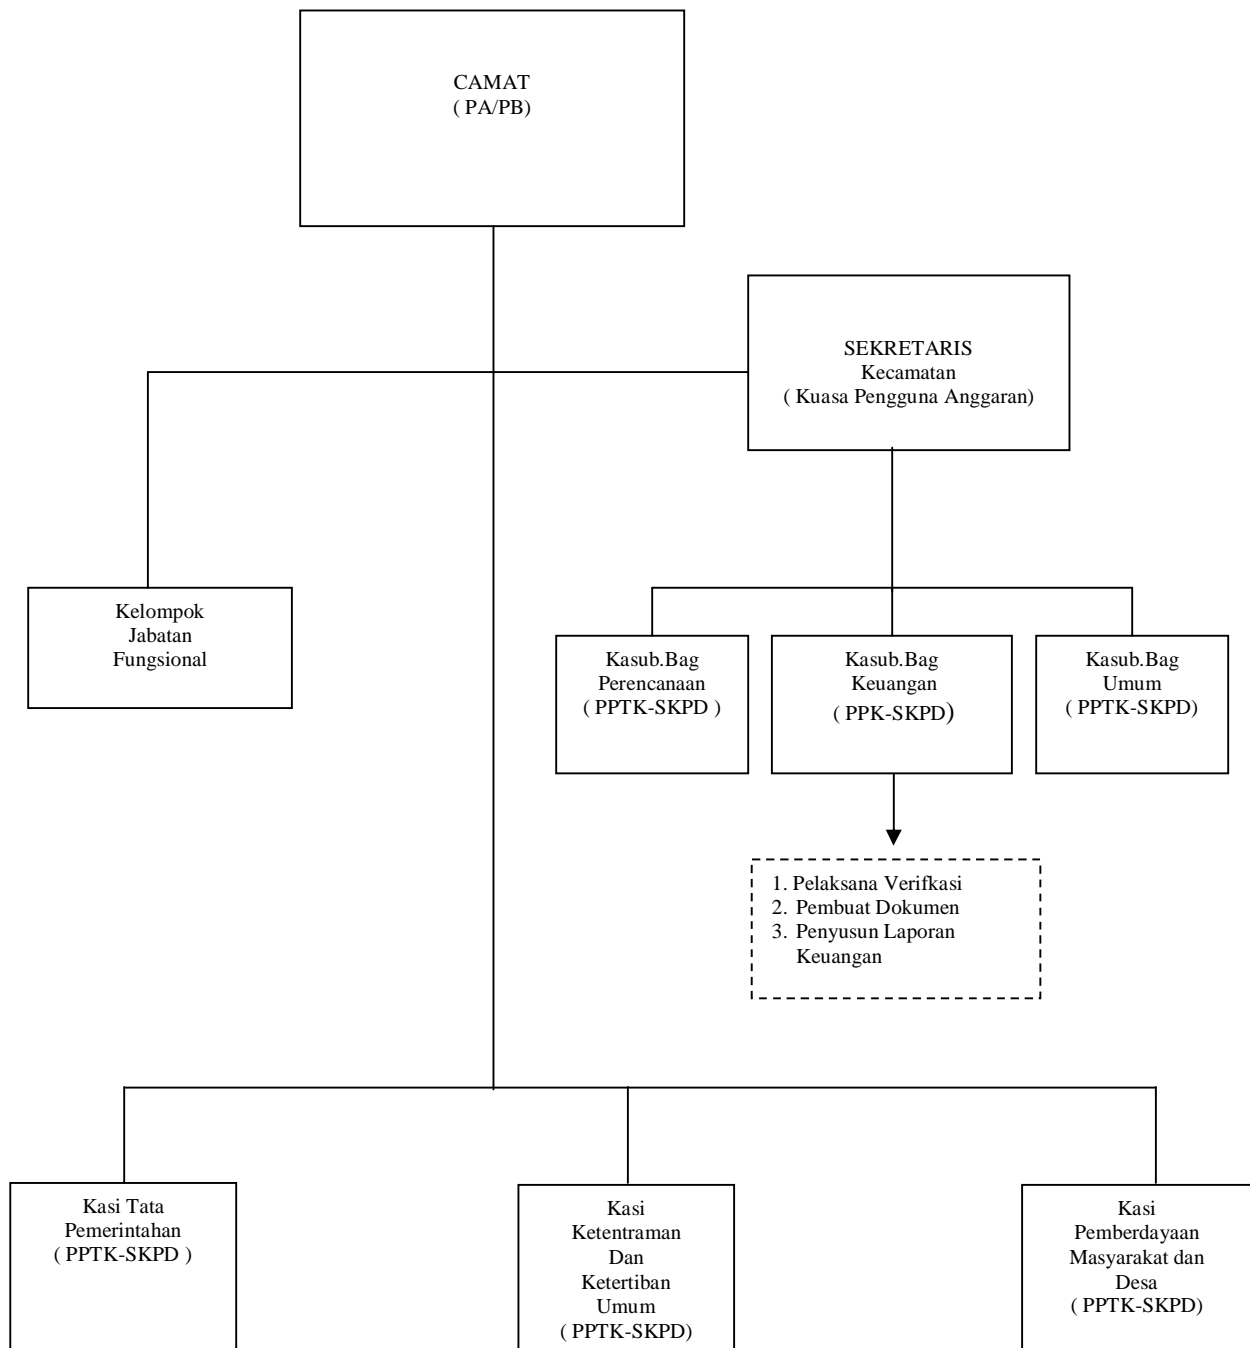 CAMAT
( PA/PB)
SEKRETARIS
Kecamatan
( Kuasa Pengguna Anggaran)
Kelompok
Jabatan
Fungsional
Kasub.Bag
Perencanaan
( PPTK-SKPD )
Kasub.Bag
Keuangan
( PPK-SKPD)
Kasub.Bag
Umum
( PPTK-SKPD)
1. Pelaksana Verifkasi
2. Pembuat Dokumen
3. Penyusun Laporan
Keuangan
Kasi Tata
Pemerintahan
( PPTK-SKPD )
Kasi
Ketentraman
Dan
Ketertiban
Umum
( PPTK-SKPD)
Kasi
Pemberdayaan
Masyarakat dan
Desa
( PPTK-SKPD)